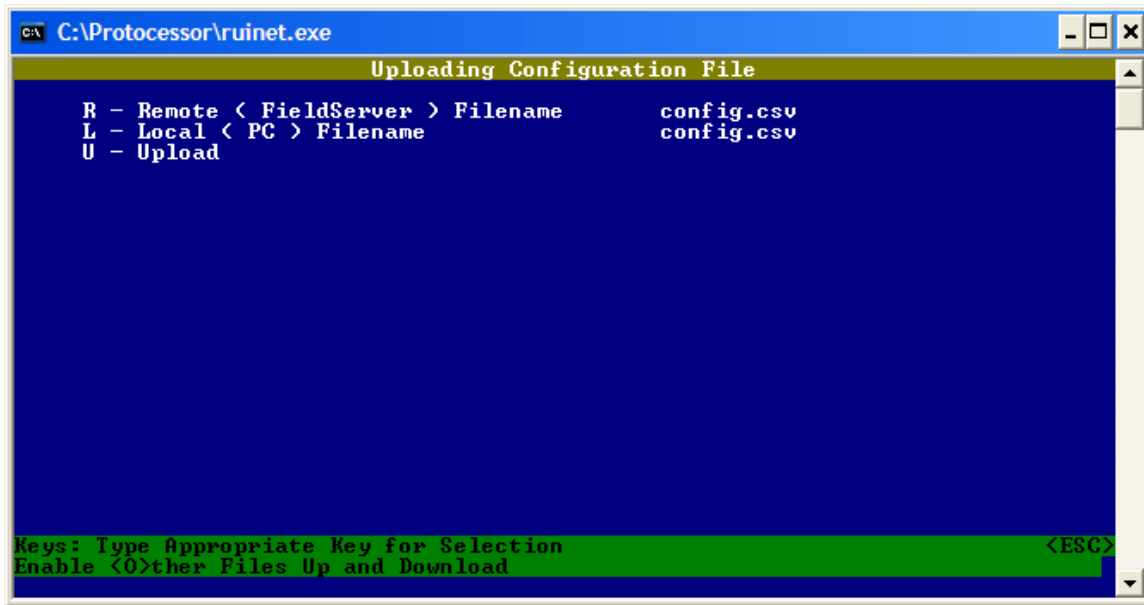 C:\Protocessor\ruinet.exe
Uploading Configuration File
R - Remote ( FieldServer ) Filename config.csv
L - Local ( PC ) Filename config.csv
U - Upload
Keys: Type Appropriate Key for Selection <ESC>
Enable <O>ther Files Up and Download